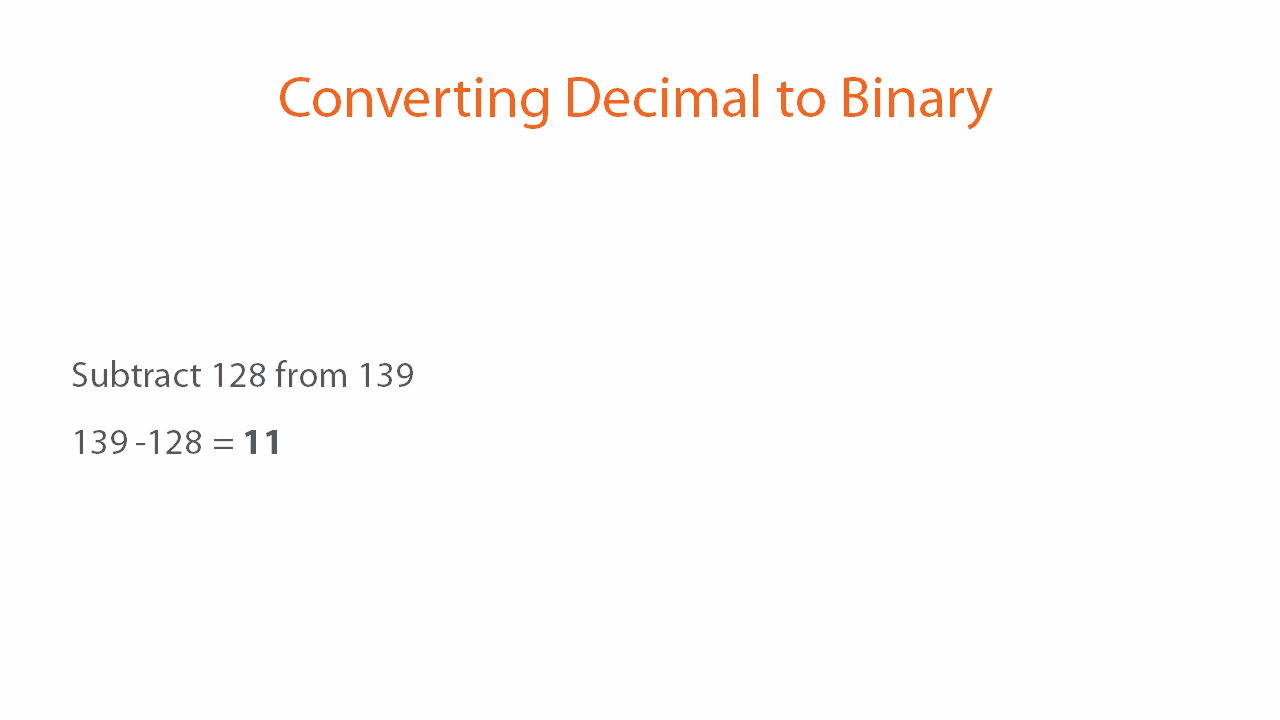 Converting Decimal to Binary
Subtract 128 from 139
139 -128 = 11